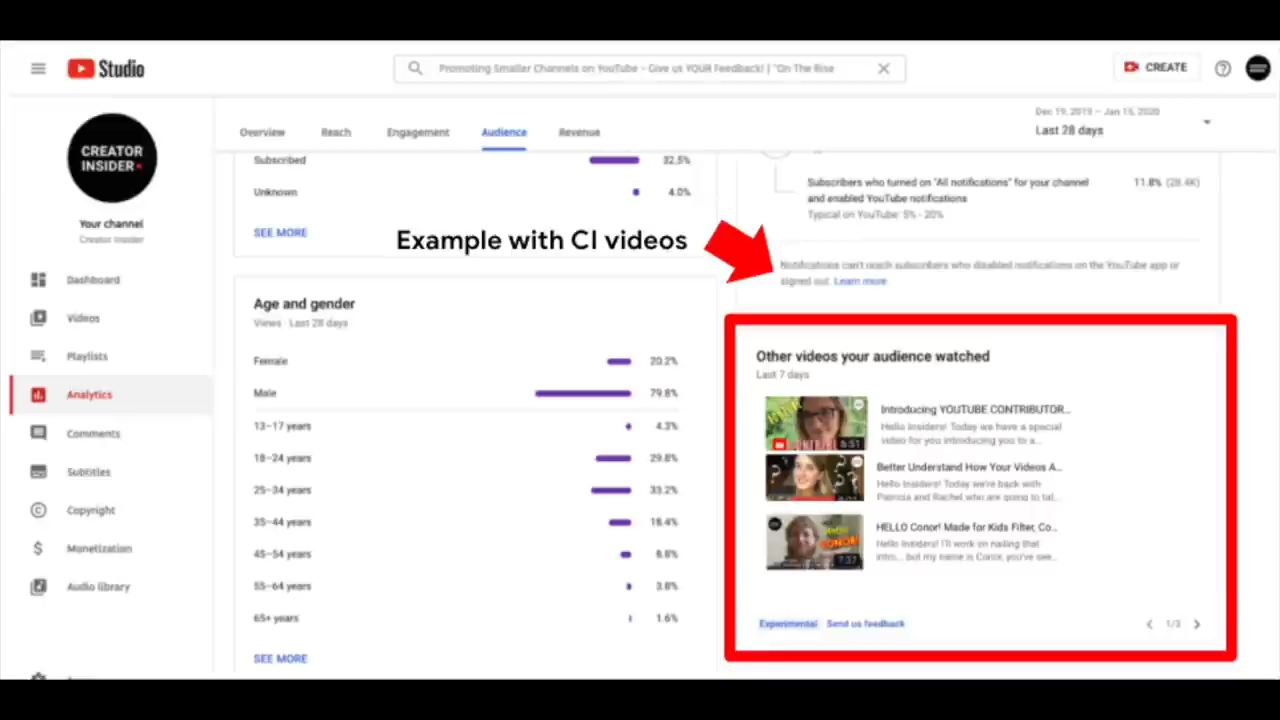 Studio
Promoting Smaller Channels on YouTube - Give us YOUR Feedback! | "On The Rise
CREATE
CREATOR
INSIDER
Your channel
Creator Insider
Dashboard
Videos
Playlists
Analytics
Comments
Subtitles
Copyright
$ Monetization
Audio library
Overview
Reach
Engagement
Audience
Revenue
Dec 19, 2019 – Jan 15, 2020
Last 28 days
Subscribed 32.5%
Unknown 4.0%
SEE MORE
Example with CI videos
Age and gender
Views · Last 28 days
Female 20.2%
Male 79.8%
13–17 years 4.3%
18–24 years 29.8%
25–34 years 33.2%
35–44 years 18.4%
45–54 years 8.8%
55–64 years 3.8%
65+ years 1.6%
SEE MORE
Subscribers who turned on "All notifications" for your channel 11.8% (28.4K)
and enabled YouTube notifications
Typical on YouTube: 5% - 20%
Notifications can't reach subscribers who disabled notifications on the YouTube app or
signed out. Learn more
Other videos your audience watched
Last 7 days
6:51
Introducing YOUTUBE CONTRIBUTOR...
Hello Insiders! Today we have a special
video for you introducing you to a...
Better Understand How Your Videos A...
Hello Insiders! Today we're back with
Patricia and Rachel who are going to tal...
HELLO
CONOR!
7:37
HELLO Conor! Made for Kids Filter, Co...
Hello Insiders! I'll work on nailing that
intro... but my name is Conor, you've see...
Experimental Send us feedback
1/3